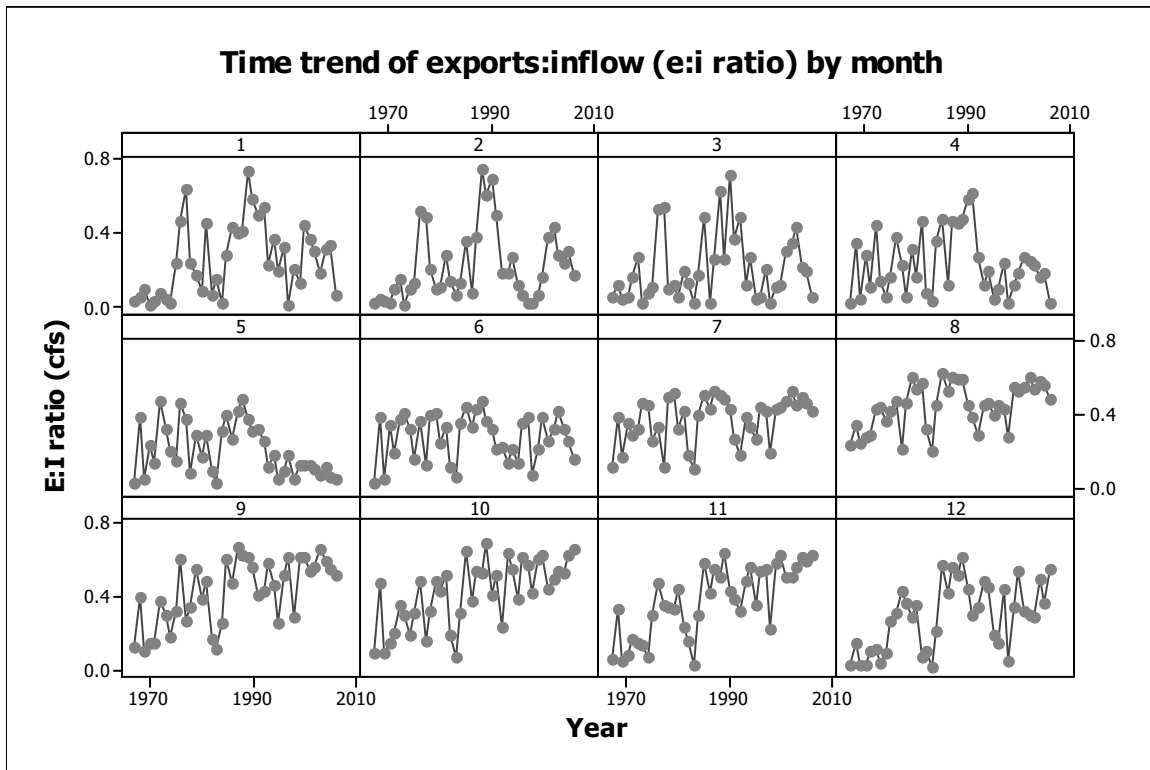 Time trend of exports:inflow (e:i ratio) by month
1970 1990 2010 1970 1990 2010
1 2 3 4
0.8
0.4
0.0
5 6 7 8
0.8
0.4
0.0
E:I ratio (cfs)
9 10 11 12
0.8
0.4
0.0
1970 1990 2010 1970 1990 2010
Year